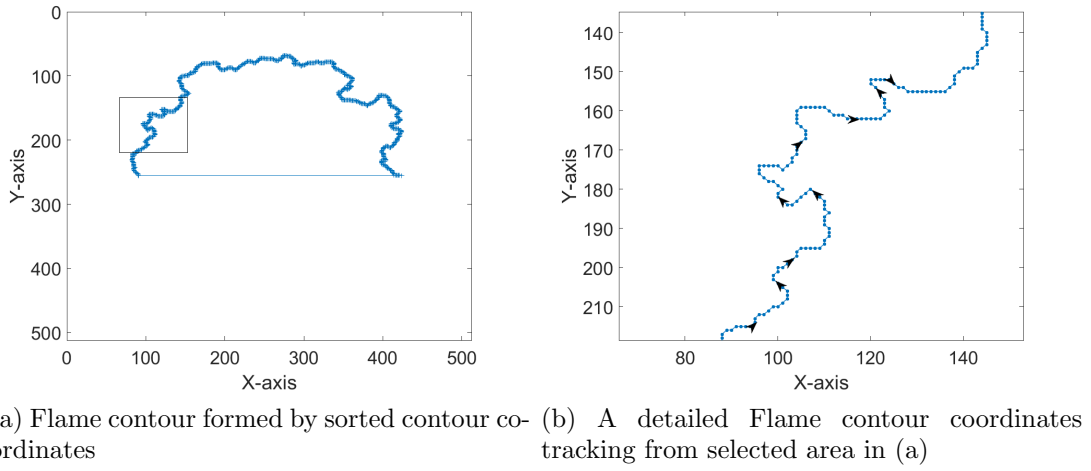 0
100
200
300
400
500
Y-axis
0 100 200 300 400 500
X-axis
140
150
160
170
180
190
200
210
Y-axis
80 100 120 140
X-axis
a) Flame contour formed by sorted contour co-
ordinates
(b) A detailed Flame contour coordinates
tracking from selected area in (a)